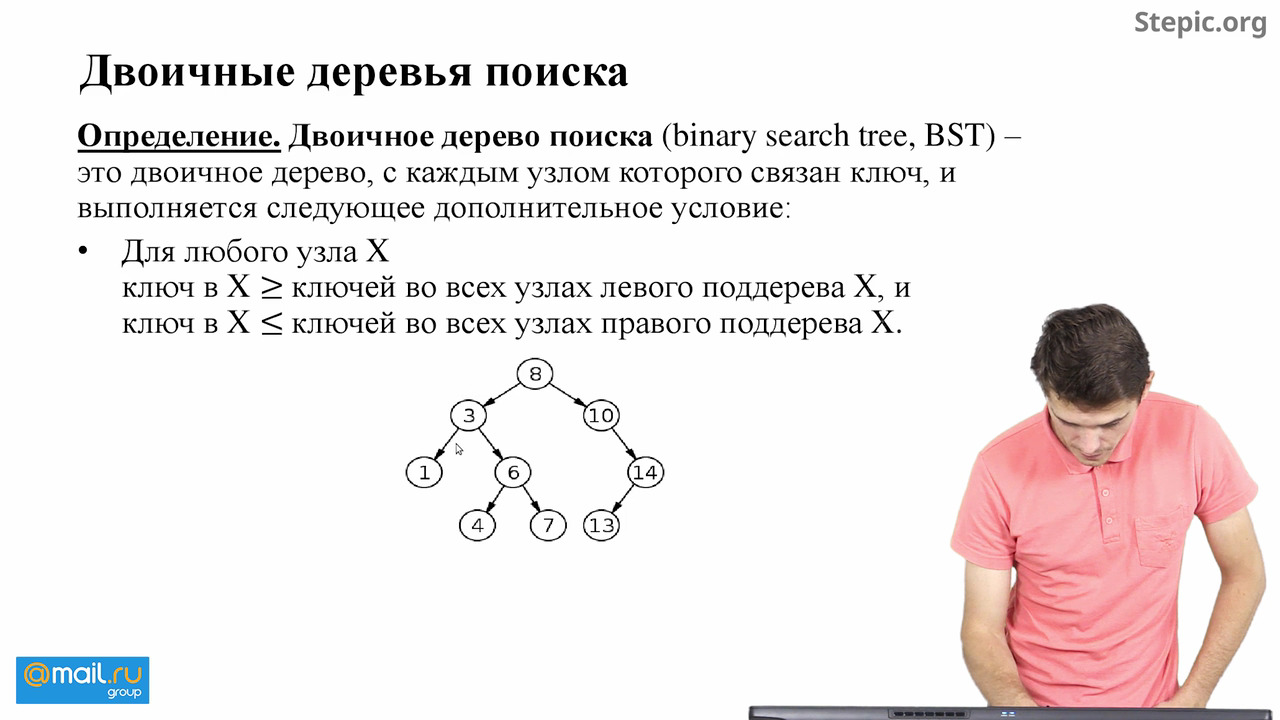 Stepic.org
Двоичные деревья поиска
Определение. Двоичное дерево поиска (binary search tree, BST) –
это двоичное дерево, с каждым узлом которого связан ключ, и
выполняется следующее дополнительное условие:
• Для любого узла X
ключ в X ≥ ключей во всех узлах левого поддерева X, и
ключ в X ≤ ключей во всех узлах правого поддерева X.
8
3 10
1 6 14
4 7 13
@mail.ru
group